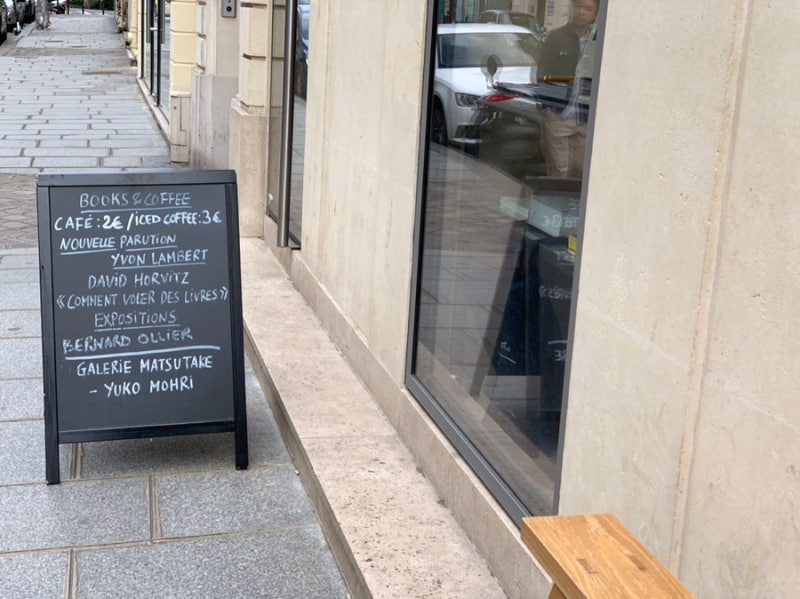 BOOKS & COFFEE
CAFÉ : 2€ / ICED COFFEE : 3€
NOUVELLE PARUTION
YVON LAMBERT
DAVID HORVITZ
« COMMENT VOLER DES LIVRES »
EXPOSITIONS
BERNARD OLLIER
GALERIE MATSUTAKE
- YUKO MOHRI